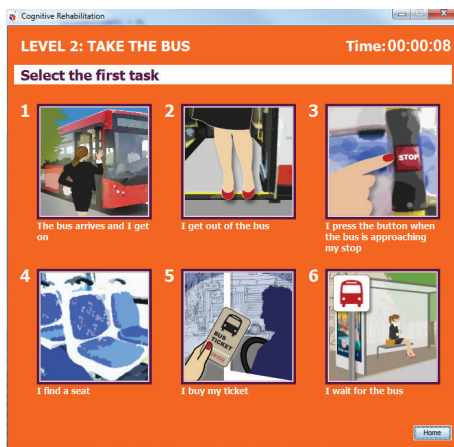 Cognitive Rehabilitation
LEVEL 2: TAKE THE BUS
Time: 00:00:08
Select the first task
1
2
3
STOP
The bus arrives and I get
on
I get out of the bus
I press the button when
the bus is approaching
my stop
4
5
6
BUS
TICKET
I find a seat
I buy my ticket
I wait for the bus
Home